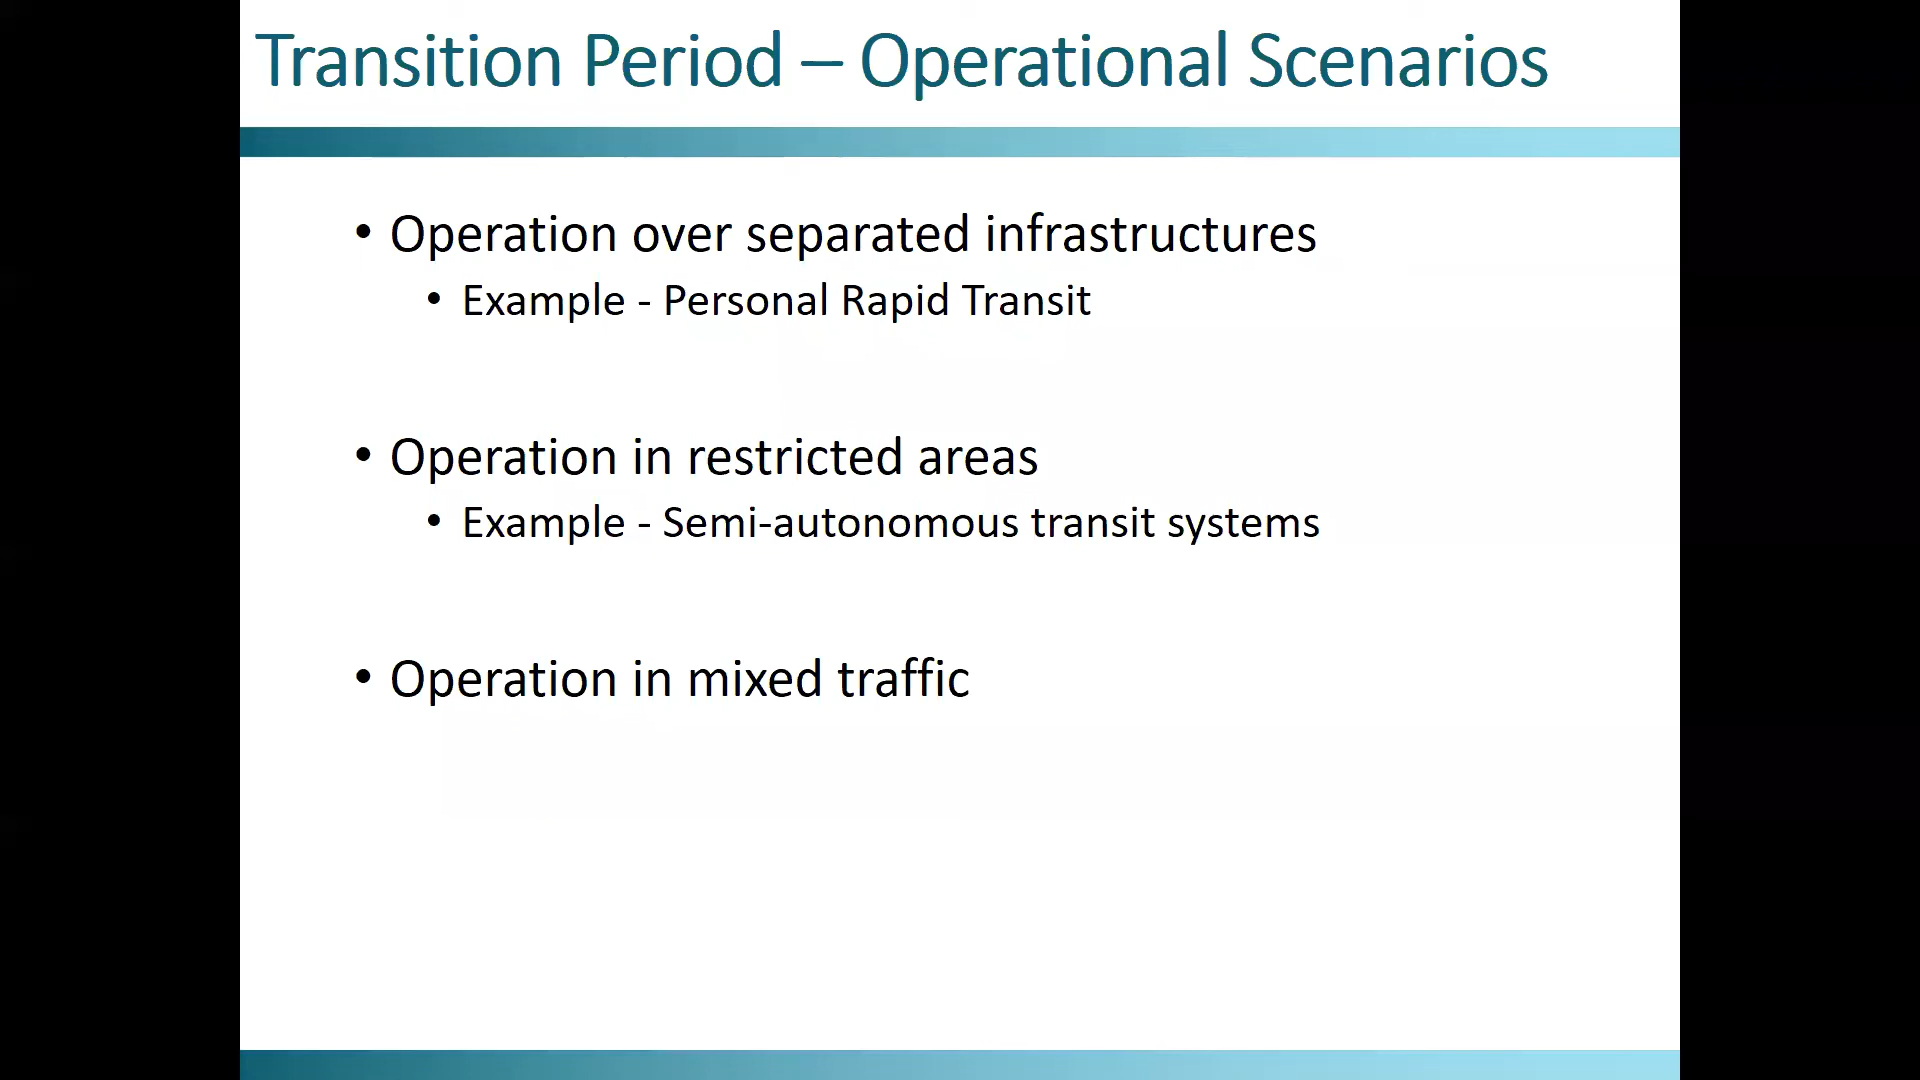 Transition Period – Operational Scenarios
• Operation over separated infrastructures
• Example - Personal Rapid Transit
• Operation in restricted areas
• Example - Semi-autonomous transit systems
• Operation in mixed traffic